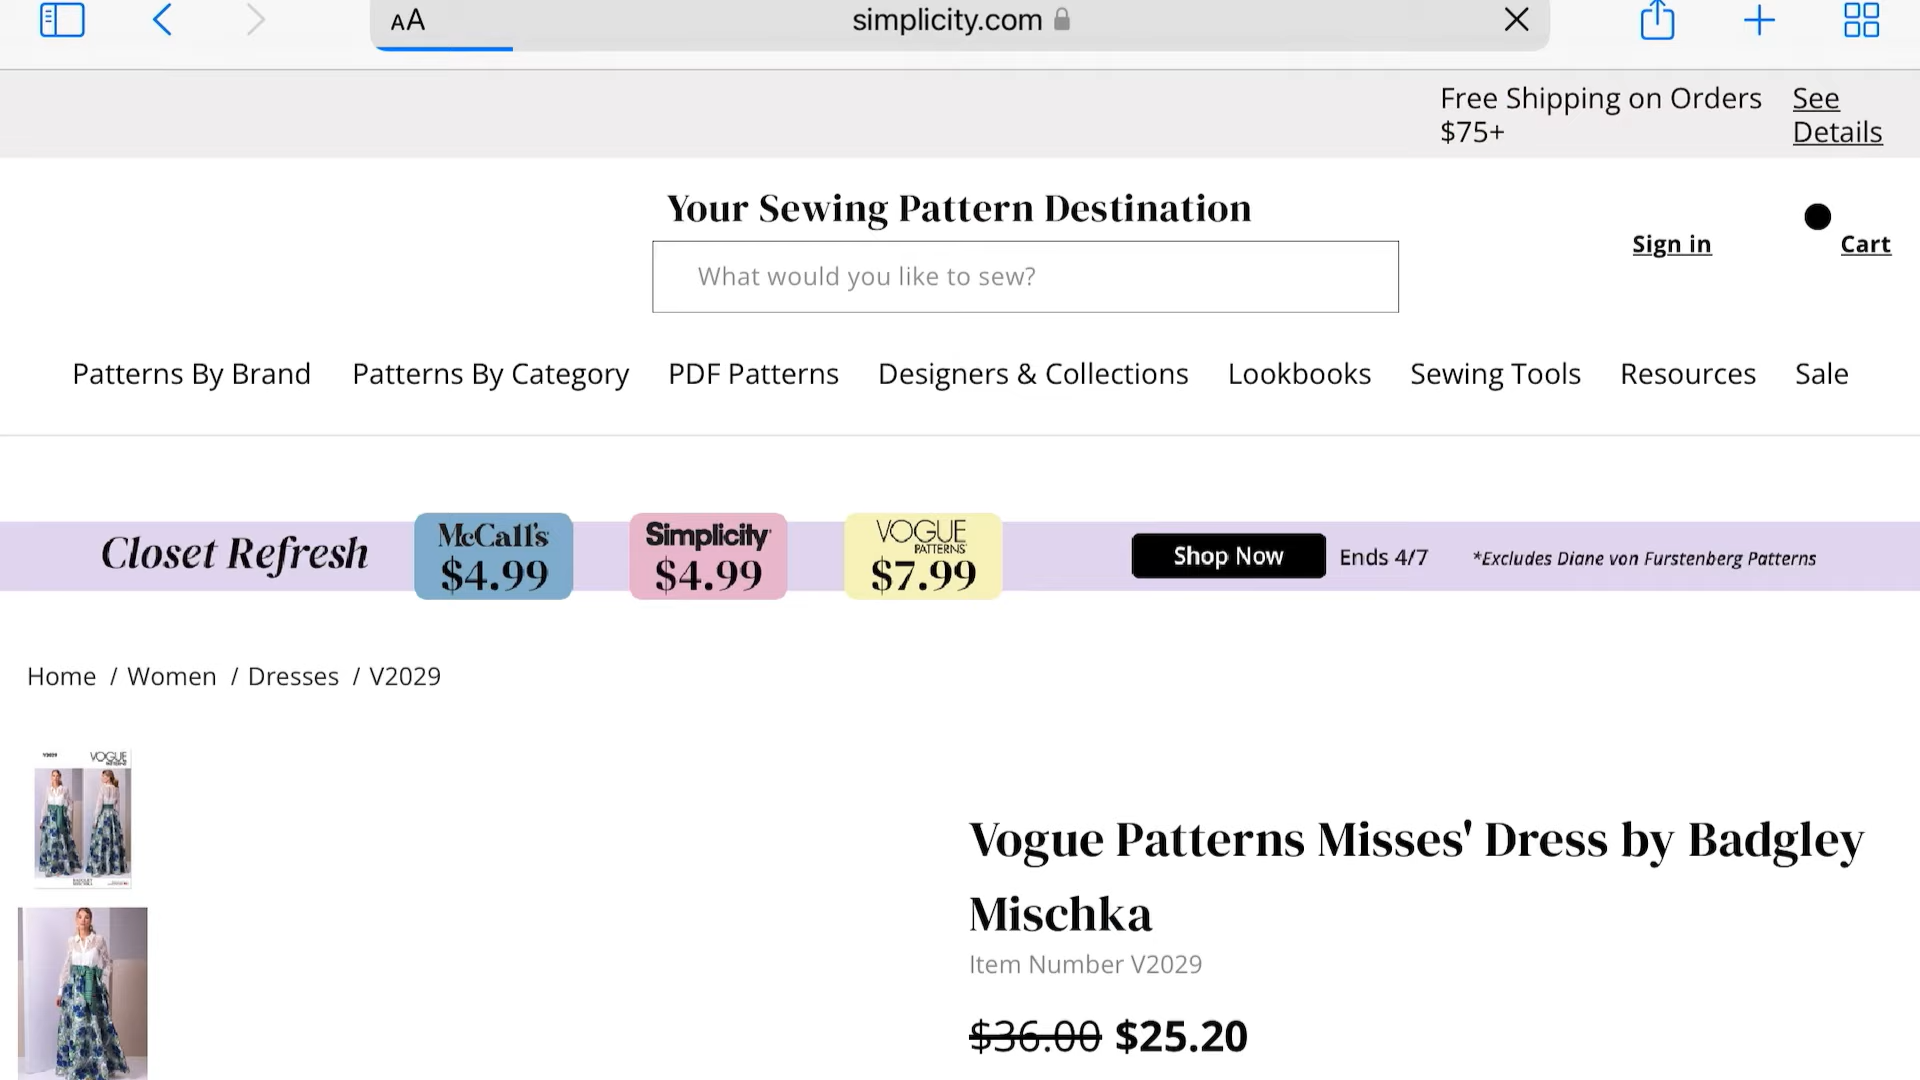 AA
simplicity.com
Free Shipping on Orders
$75+
See
Details
Your Sewing Pattern Destination
What would you like to sew?
Sign in
Cart
Patterns By Brand
Patterns By Category
PDF Patterns
Designers & Collections
Lookbooks
Sewing Tools
Resources
Sale
Closet Refresh
McCall's
$4.99
Simplicity
$4.99
VOGUE
PATTERNS
$7.99
Shop Now
Ends 4/7
*Excludes Diane von Furstenberg Patterns
Home / Women / Dresses / V2029
V2029
VOGUE
PATTERNS
Vogue Patterns Misses' Dress by Badgley
Mischka
Item Number V2029
$36.00 $25.20